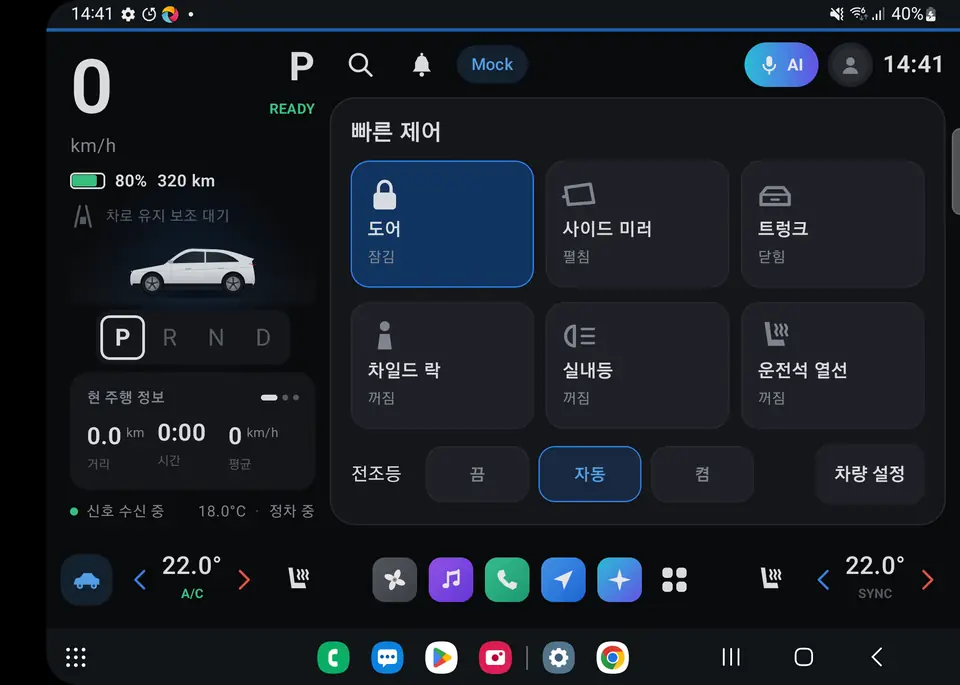 14:41
40%
0
P
READY
km/h
80% 320 km
차로 유지 보조 대기
P R N D
현 주행 정보
0.0 km 0:00 0 km/h
거리 시간 평균
신호 수신 중 18.0°C · 정차 중
Mock
AI
14:41
빠른 제어
도어
잠김
사이드 미러
펼침
트렁크
닫힘
차일드 락
꺼짐
실내등
꺼짐
운전석 열선
꺼짐
전조등 끔 자동 켬 차량 설정
22.0°
A/C
22.0°
SYNC